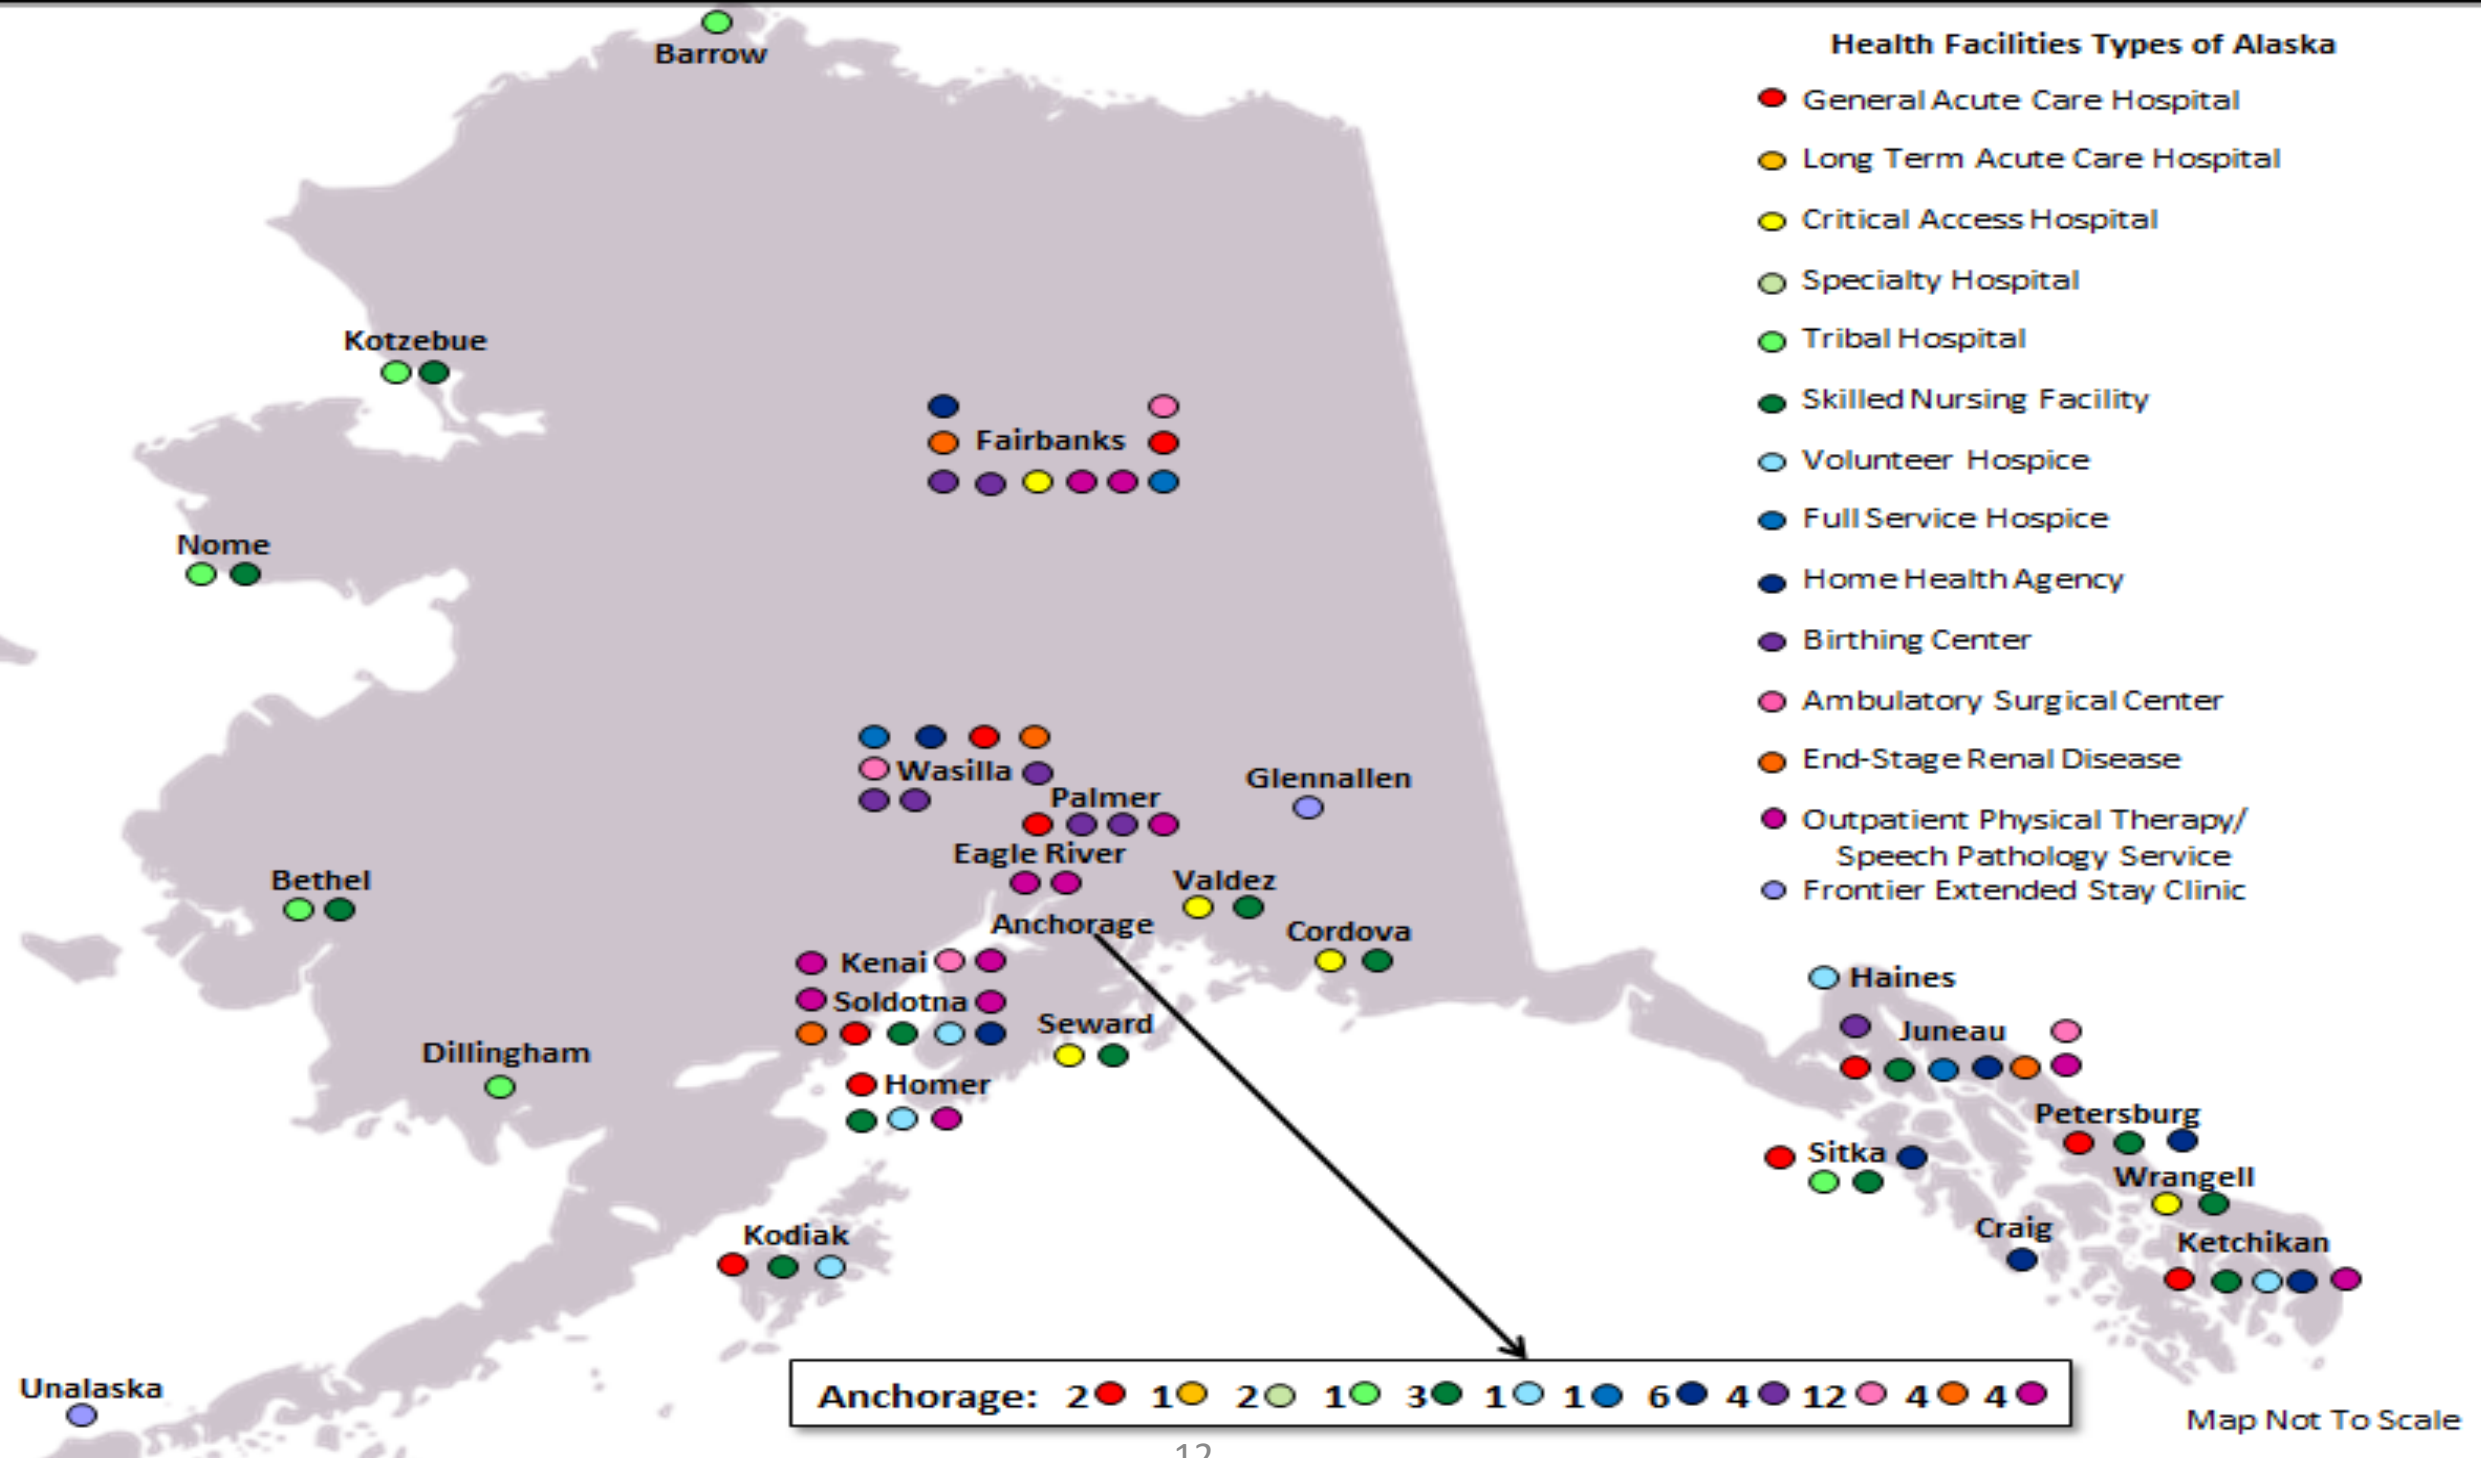 Barrow
Health Facilities Types of Alaska
General Acute Care Hospital
Long Term Acute Care Hospital
Critical Access Hospital
Specialty Hospital
Tribal Hospital
Skilled Nursing Facility
Volunteer Hospice
Full Service Hospice
Home Health Agency
Birthing Center
Ambulatory Surgical Center
End-Stage Renal Disease
Outpatient Physical Therapy/
Speech Pathology Service
Frontier Extended Stay Clinic
Kotzebue
Fairbanks
Nome
Wasilla
Palmer
Glennallen
Eagle River
Bethel
Valdez
Anchorage
Cordova
Kenai
Haines
Soldotna
Seward
Juneau
Dillingham
Homer
Petersburg
Sitka
Wrangell
Craig
Kodiak
Ketchikan
Unalaska
Anchorage: 2 1 2 1 3 1 1 6 4 12 4 4
Map Not To Scale
12